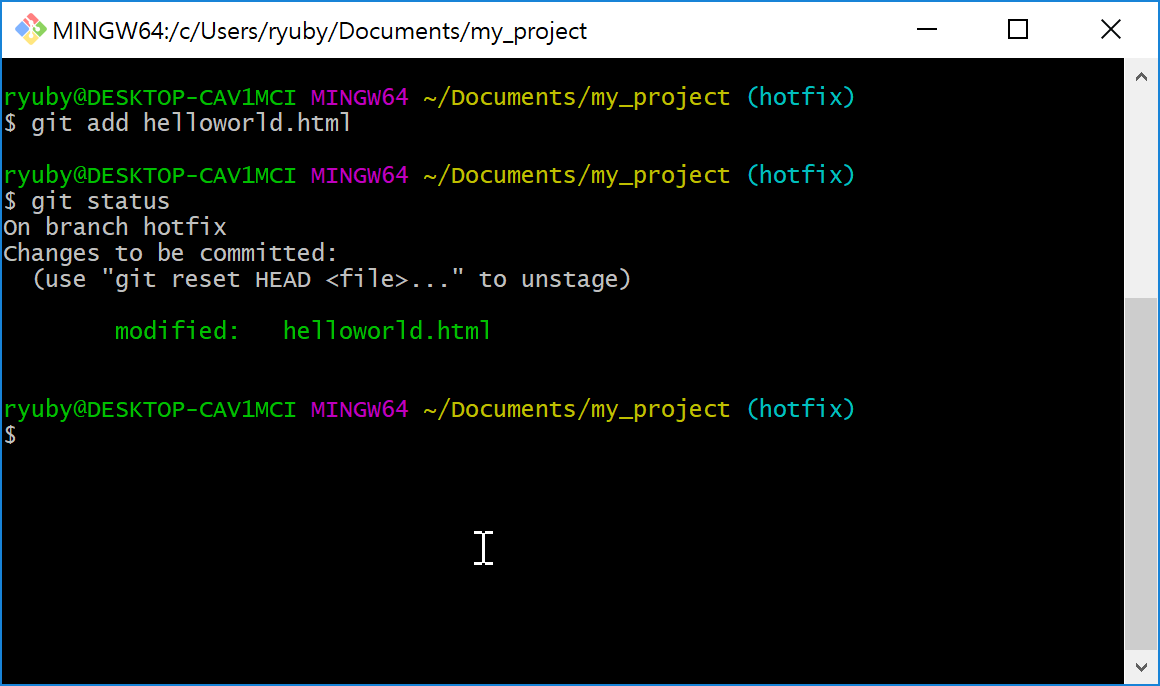 MINGW64:/c/Users/ryuby/Documents/my_project
ryuby@DESKTOP-CAV1MCI MINGW64 ~/Documents/my_project (hotfix)
$ git add helloworld.html
ryuby@DESKTOP-CAV1MCI MINGW64 ~/Documents/my_project (hotfix)
$ git status
On branch hotfix
Changes to be committed:
  (use "git reset HEAD <file>..." to unstage)
        modified:   helloworld.html
ryuby@DESKTOP-CAV1MCI MINGW64 ~/Documents/my_project (hotfix)
$